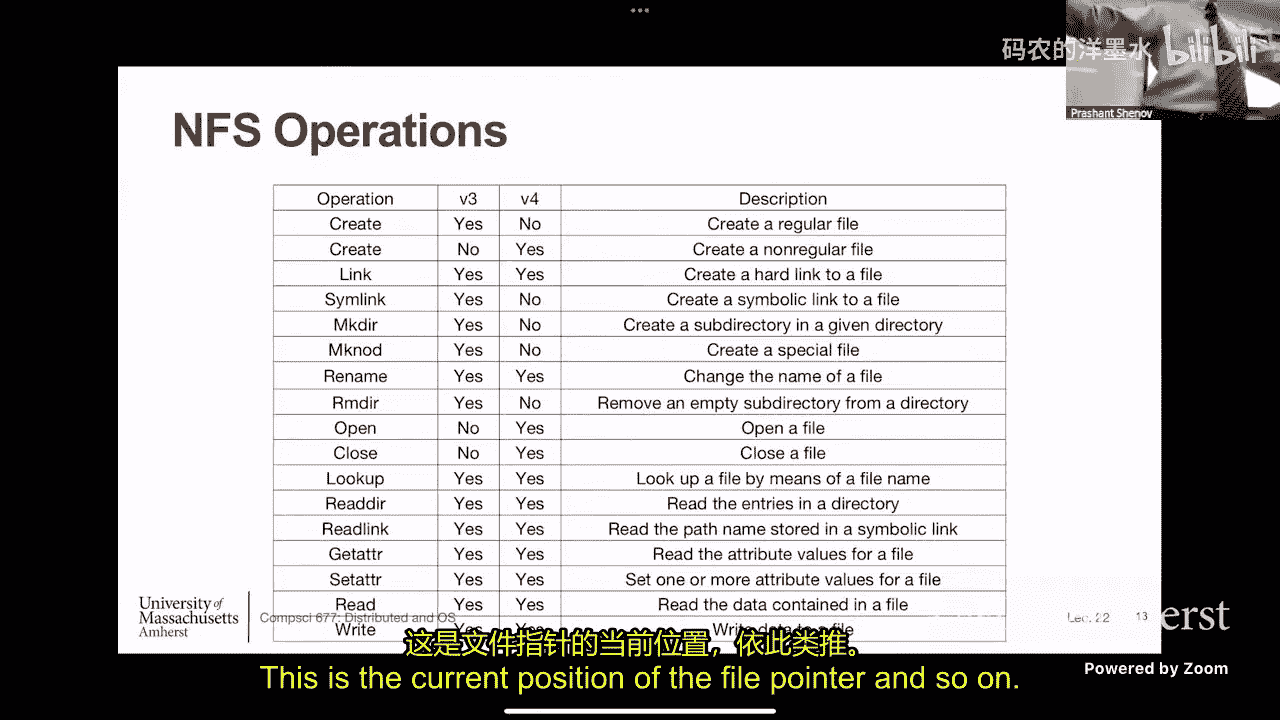 码农的洋墨水 bilibili
Prashant Shenoy
NFS Operations
Operation v3 v4 Description
Create Yes No Create a regular file
Create No Yes Create a nonregular file
Link Yes Yes Create a hard link to a file
Symlink Yes No Create a symbolic link to a file
Mkdir Yes No Create a subdirectory in a given directory
Mknod Yes No Create a special file
Rename Yes Yes Change the name of a file
Rmdir Yes No Remove an empty subdirectory from a directory
Open No Yes Open a file
Close No Yes Close a file
Lookup Yes Yes Look up a file by means of a file name
Readdir Yes Yes Read the entries in a directory
Readlink Yes Yes Read the path name stored in a symbolic link
Getattr Yes Yes Read the attribute values for a file
Setattr Yes Yes Set one or more attribute values for a file
Read Yes Yes Read the data contained in a file
Write Yes Yes Write data to a file
University of
Massachusetts
Amherst
Compsci 677: Distributed and OS
Lec. 22 13
这是文件指针的当前位置，依此类推。
This is the current position of the file pointer and so on.
Powered by Zoom